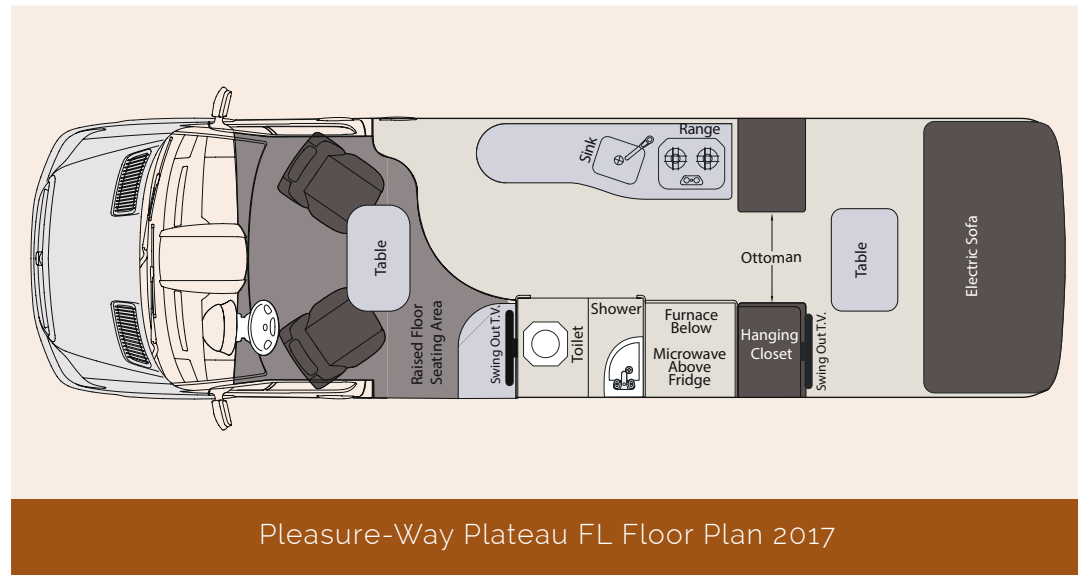 Sink
Range
Table
Raised Floor
Seating Area
Swing Out T.V.
Toilet
Shower
Furnace
Below
Microwave
Above
Fridge
Ottoman
Hanging
Closet
Swing Out T.V.
Table
Electric Sofa
Pleasure-Way Plateau FL Floor Plan 2017